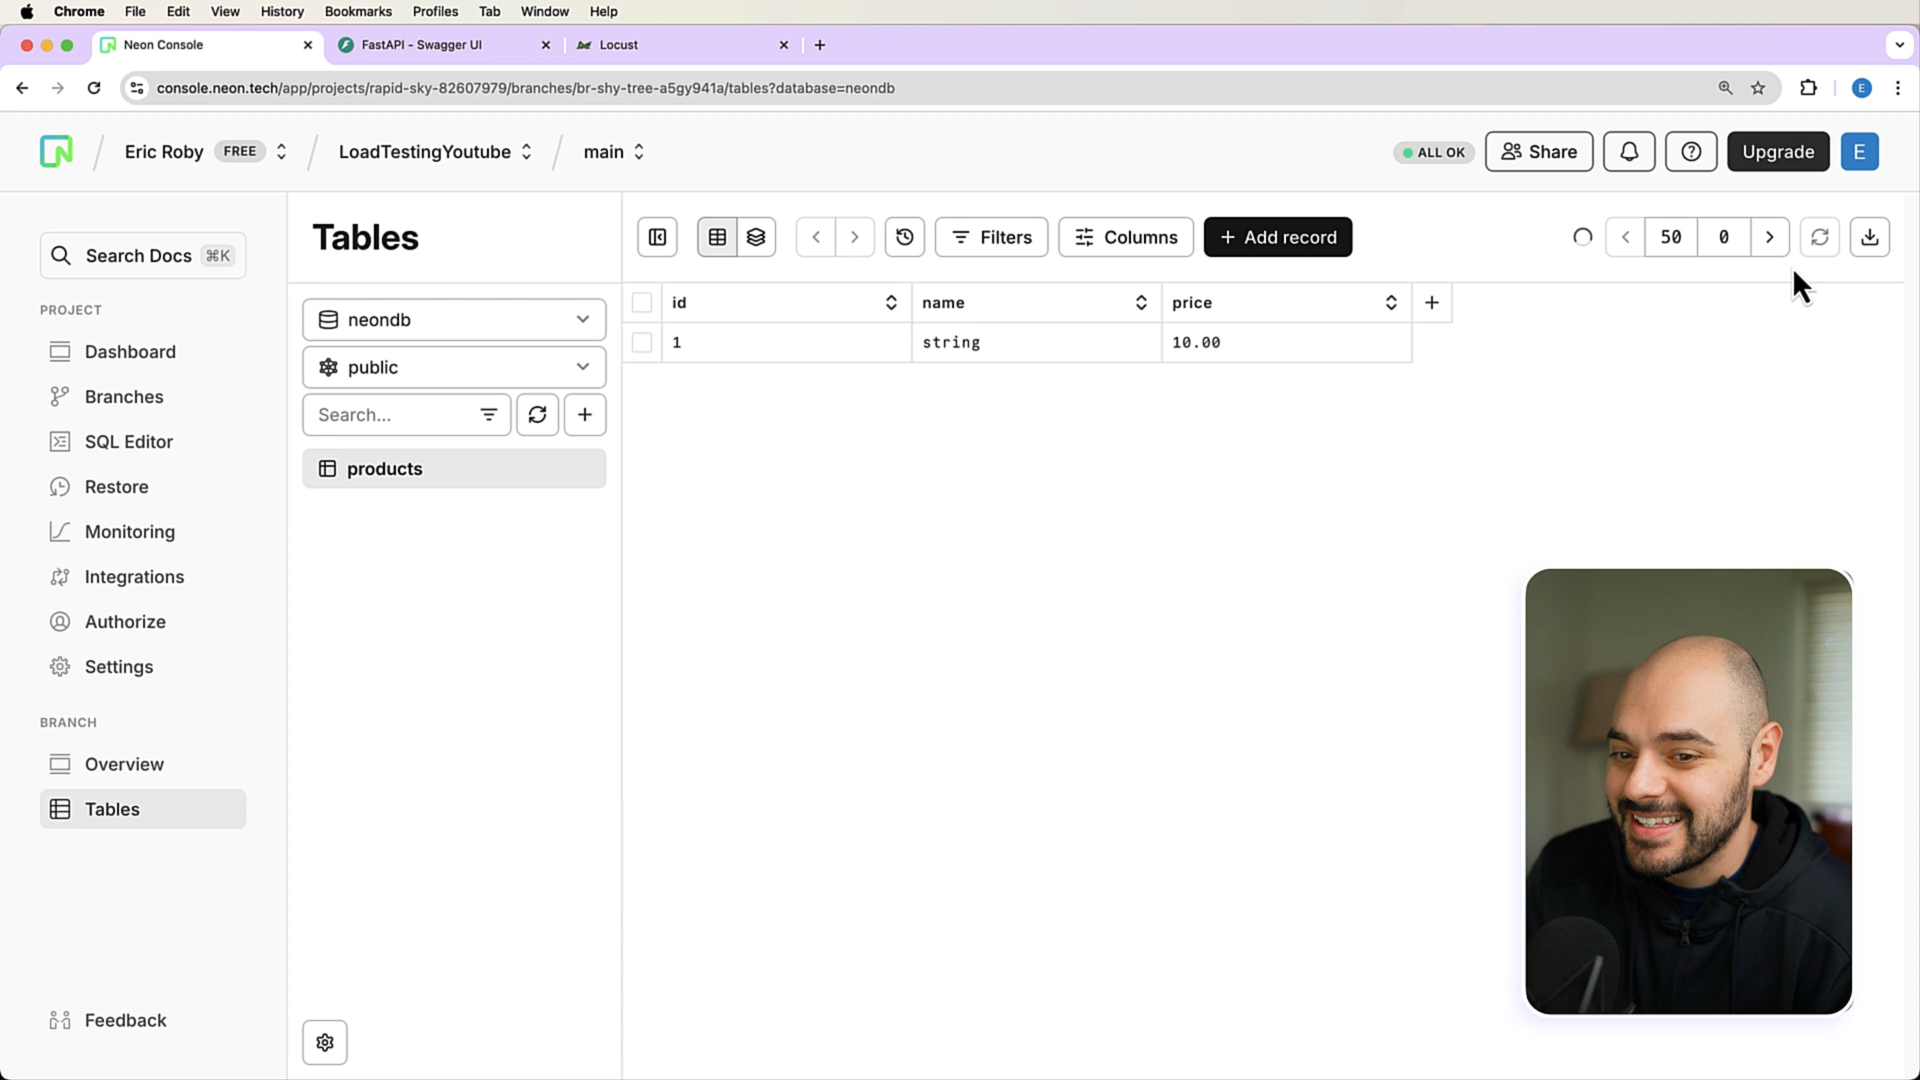 Chrome File Edit View History Bookmarks Profiles Tab Window Help
Neon Console FastAPI - Swagger UI Locust
console.neon.tech/app/projects/rapid-sky-82607979/branches/br-shy-tree-a5gy941a/tables?database=neondb E
Eric Roby FREE LoadTestingYoutube main ALL OK Share Upgrade E
Tables Filters Columns + Add record 50 0
Search Docs ⌘K
PROJECT
Dashboard
Branches
SQL Editor
Restore
Monitoring
Integrations
Authorize
Settings
BRANCH
Overview
Tables
Feedback
neondb
public
Search...
products
id name price
1 string 10.00